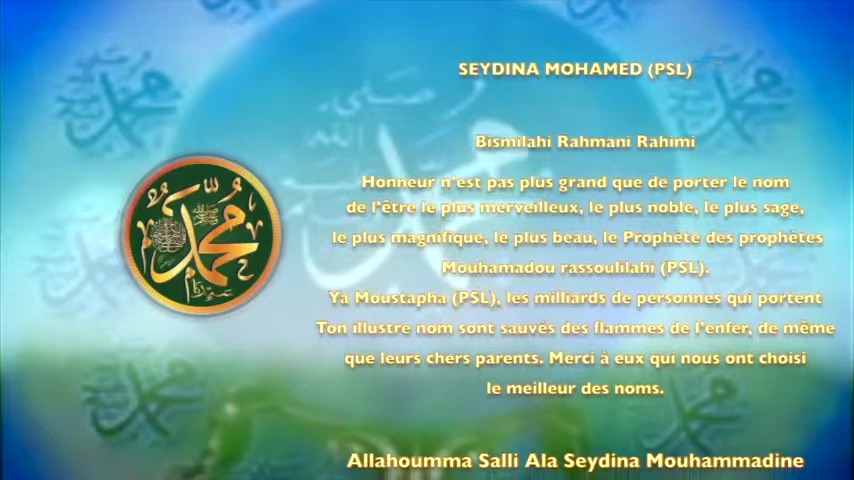 SEYDINA MOHAMED (PSL)
Bismilahi Rahmani Rahimi
Honneur n'est pas plus grand que de porter le nom
de l'être le plus merveilleux, le plus noble, le plus sage,
le plus magnifique, le plus beau, le Prophète des prophètes
Mouhamadou rassoulilahi (PSL).
Ya Moustapha (PSL), les milliards de personnes qui portent
Ton illustre nom sont sauvés des flammes de l'enfer, de même
que leurs chers parents. Merci à eux qui nous ont choisi
le meilleur des noms.
Allahoumma Salli Ala Seydina Mouhammadine
محمد